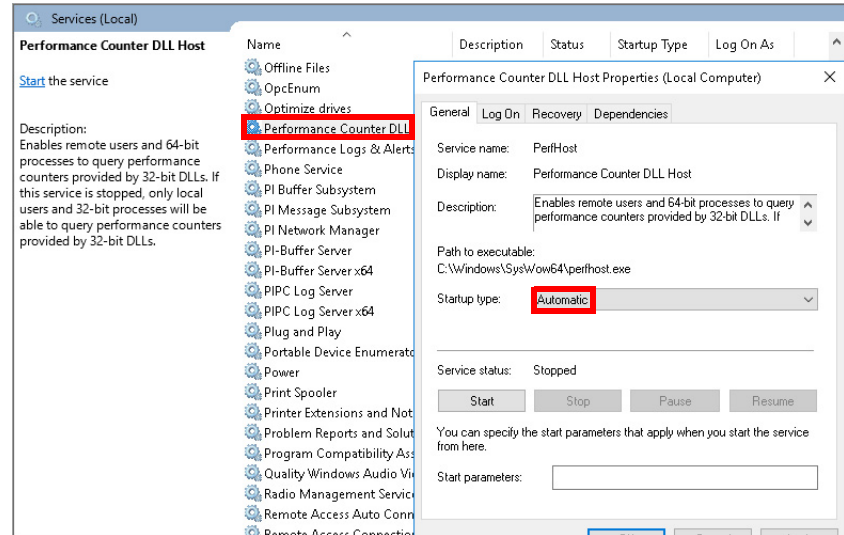 Services (Local)
Performance Counter DLL Host
Start the service
Description:
Enables remote users and 64-bit
processes to query performance
counters provided by 32-bit DLLs. If
this service is stopped, only local
users and 32-bit processes will be
able to query performance counters
provided by 32-bit DLLs.
Name Description Status Startup Type Log On As
Offline Files
OpcEnum
Optimize drives
Performance Counter DLL
Performance Logs & Alerts
Phone Service
PI Buffer Subsystem
PI Message Subsystem
PI Network Manager
PI-Buffer Server
PI-Buffer Server x64
PIPC Log Server
PIPC Log Server x64
Plug and Play
Portable Device Enumerato
Power
Print Spooler
Printer Extensions and Not
Problem Reports and Solut
Program Compatibility Ass
Quality Windows Audio Vi
Radio Management Servic
Remote Access Auto Conn
Remote Access Connection
Performance Counter DLL Host Properties (Local Computer)
General Log On Recovery Dependencies
Service name: PerfHost
Display name: Performance Counter DLL Host
Description: Enables remote users and 64-bit processes to query
performance counters provided by 32-bit DLLs. If
Path to executable:
C:\Windows\SysWow64\perfhost.exe
Startup type: Automatic
Service status: Stopped
Start Stop Pause Resume
You can specify the start parameters that apply when you start the service
from here.
Start parameters: